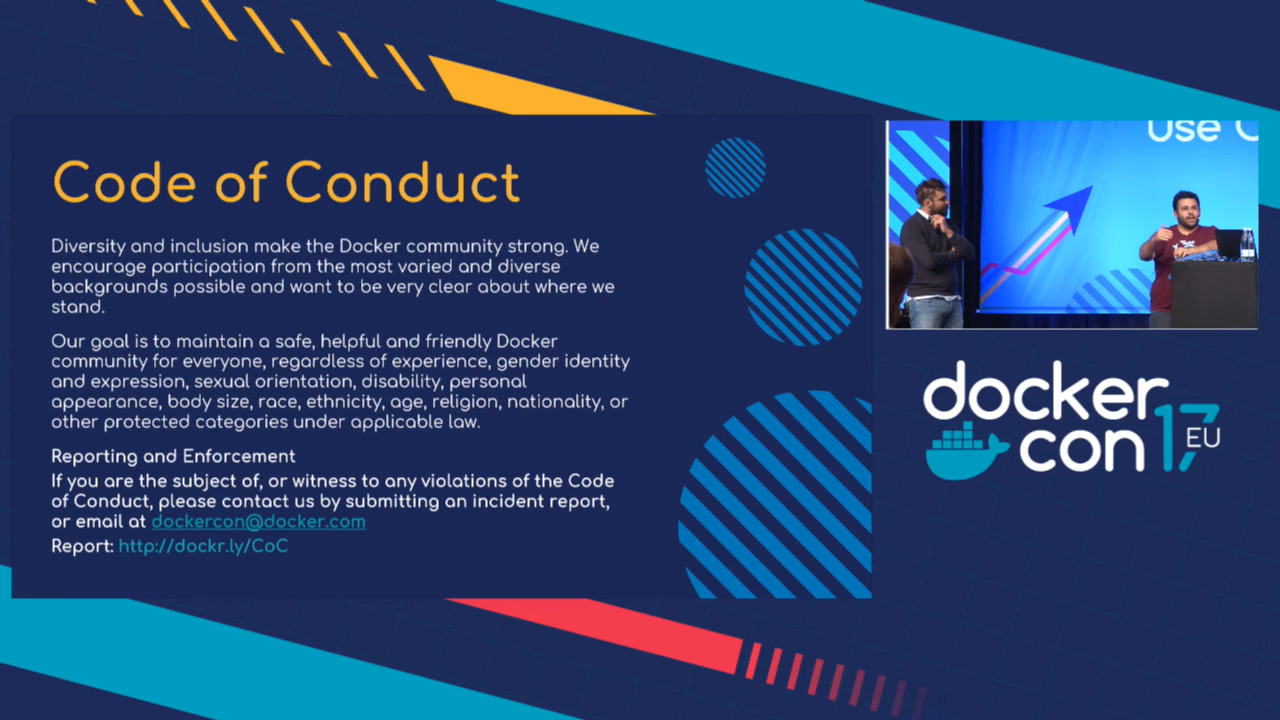 Code of Conduct
Diversity and inclusion make the Docker community strong. We
encourage participation from the most varied and diverse
backgrounds possible and want to be very clear about where we
stand.
Our goal is to maintain a safe, helpful and friendly Docker
community for everyone, regardless of experience, gender identity
and expression, sexual orientation, disability, personal
appearance, body size, race, ethnicity, age, religion, nationality, or
other protected categories under applicable law.
Reporting and Enforcement
If you are the subject of, or witness to any violations of the Code
of Conduct, please contact us by submitting an incident report,
or email at dockercon@docker.com
Report: http://dockr.ly/CoC
Use
docker
con 17 EU